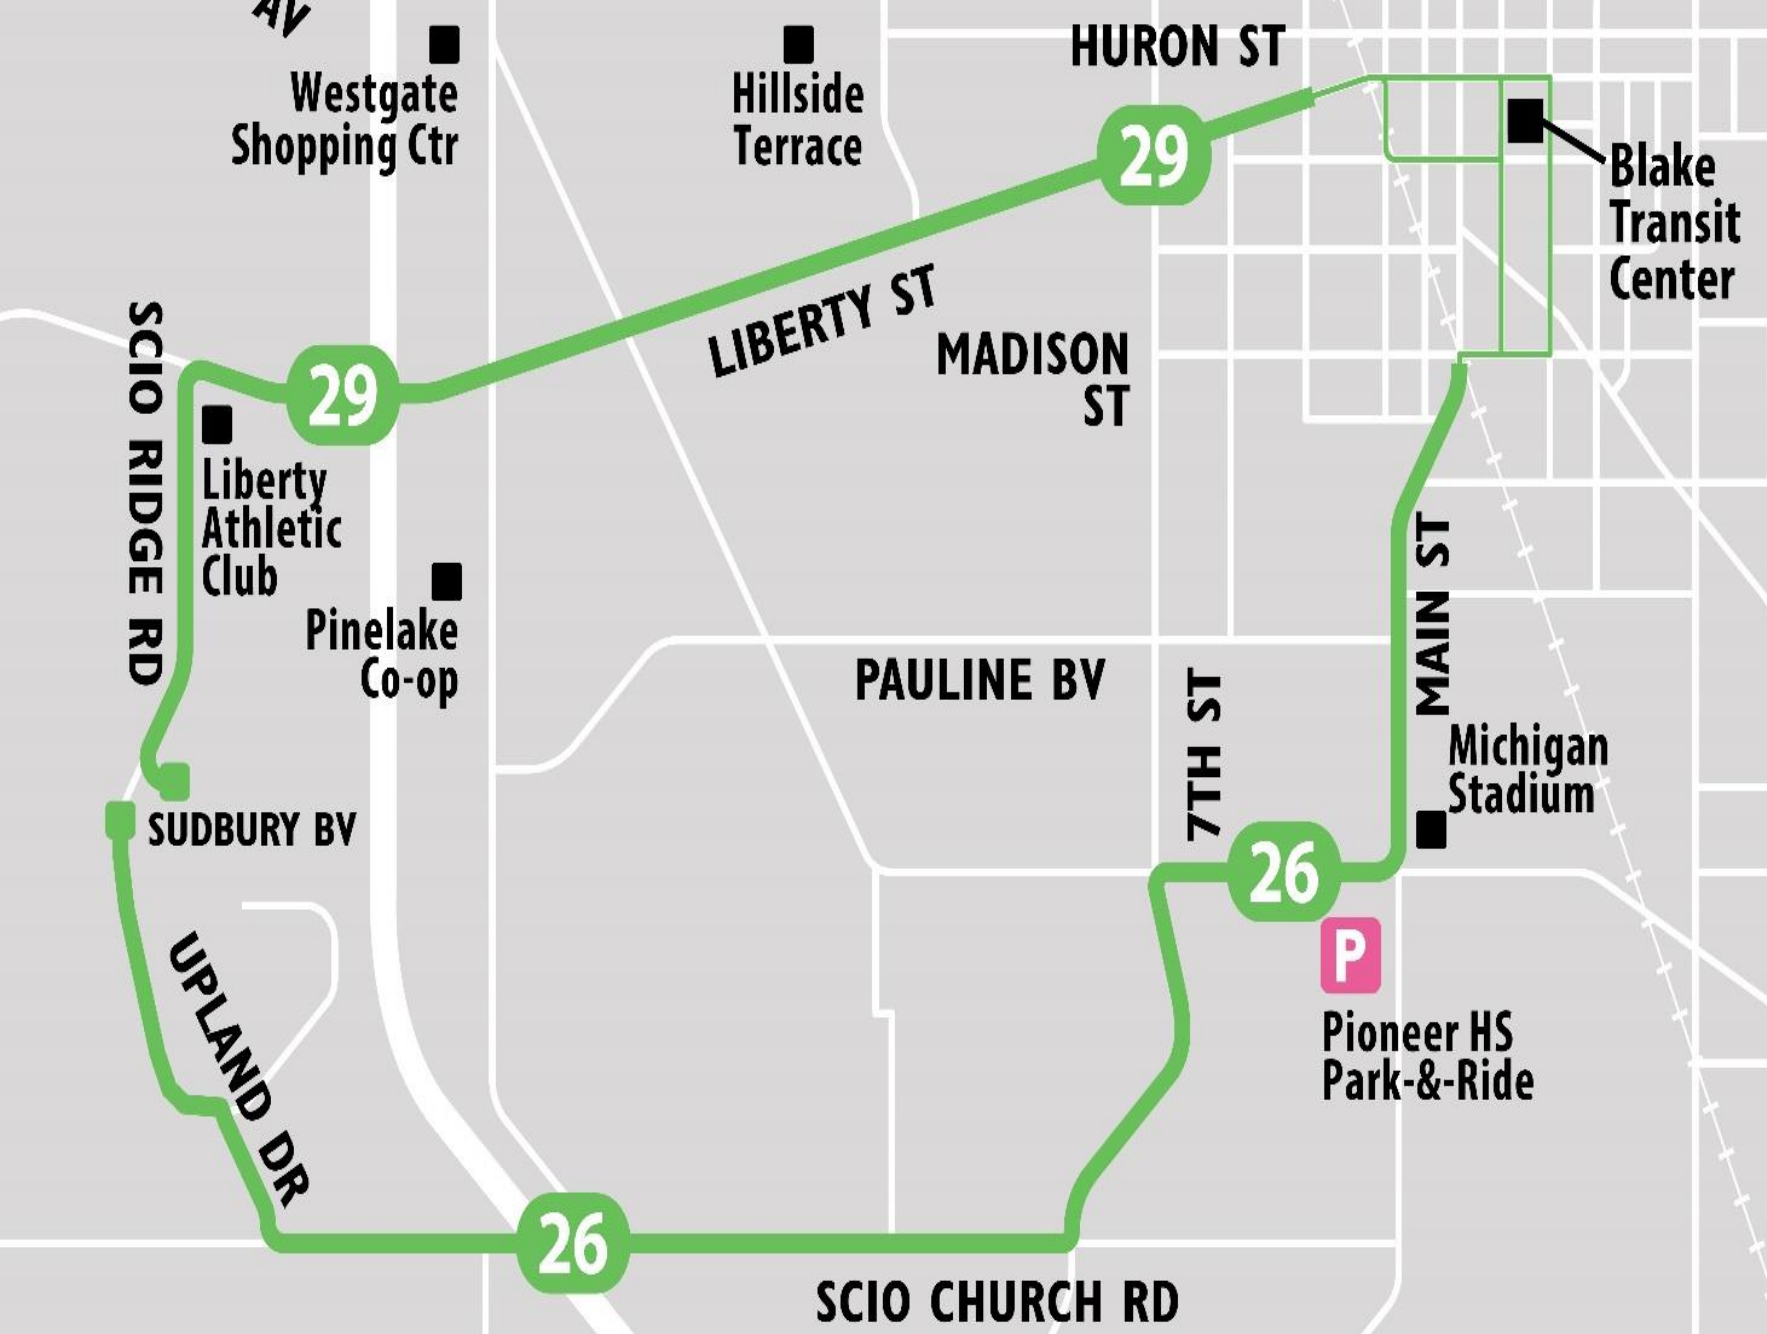 AV
HURON ST
Westgate
Shopping Ctr
Hillside
Terrace
29
Blake
Transit
Center
LIBERTY ST
MADISON
ST
SCIO RIDGE RD
29
Liberty
Athletic
Club
Pinelake
Co-op
PAULINE BV
7TH ST
MAIN ST
Michigan
Stadium
SUDBURY BV
26
P
Pioneer HS
Park-&-Ride
UPLAND DR
26
SCIO CHURCH RD